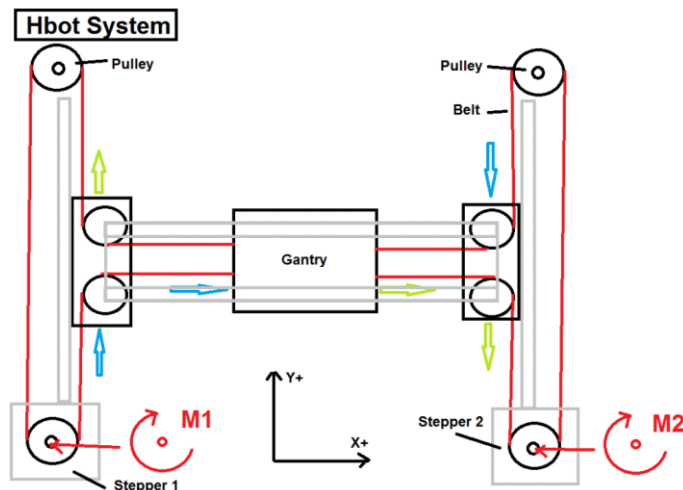 Hbot System
Pulley
Pulley
Belt
Gantry
Y+
X+
M1
Stepper 1
Stepper 2
M2